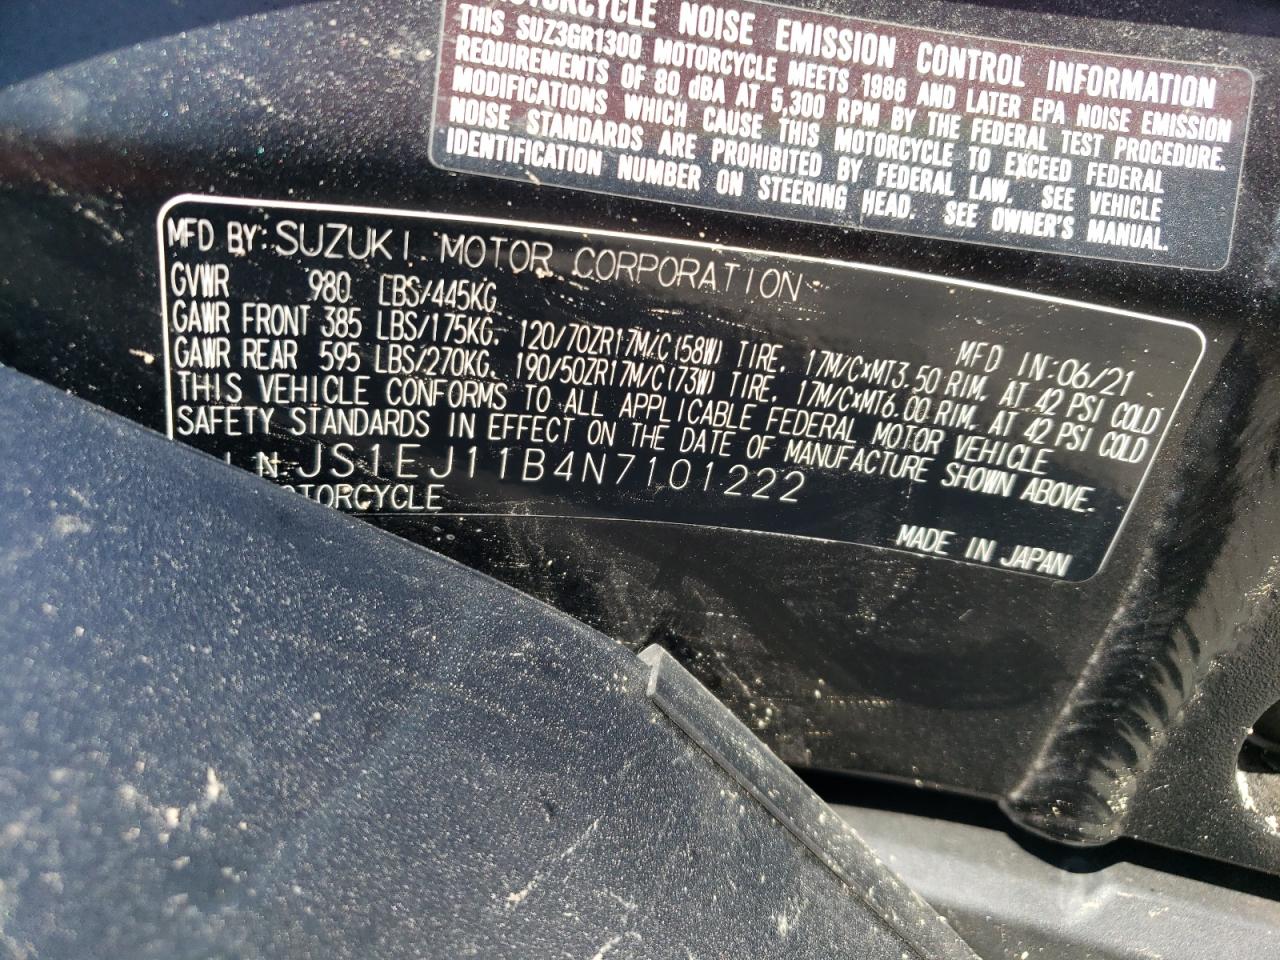 MOTORCYCLE NOISE EMISSION CONTROL INFORMATION
THIS SUZ3GR1300 MOTORCYCLE MEETS 1986 AND LATER EPA NOISE EMISSION
REQUIREMENTS OF 80 dBA AT 5,300 RPM BY THE FEDERAL TEST PROCEDURE.
MODIFICATIONS WHICH CAUSE THIS MOTORCYCLE TO EXCEED FEDERAL
NOISE STANDARDS ARE PROHIBITED BY FEDERAL LAW. SEE VEHICLE
IDENTIFICATION NUMBER ON STEERING HEAD. SEE OWNER'S MANUAL.
MFD BY: SUZUKI MOTOR CORPORATION
GVWR 980 LBS/445KG MFD IN:06/21
GAWR FRONT 385 LBS/175KG. 120/70ZR17M/C(58W) TIRE. 17M/C×MT3.50 RIM. AT 42 PSI COLD
GAWR REAR 595 LBS/270KG. 190/50ZR17M/C(73W) TIRE. 17M/C×MT6.00 RIM. AT 42 PSI COLD
THIS VEHICLE CONFORMS TO ALL APPLICABLE FEDERAL MOTOR VEHICLE
SAFETY STANDARDS IN EFFECT ON THE DATE OF MANUFACTURE SHOWN ABOVE.
JS1EJ11B4N7101222
MOTORCYCLE
MADE IN JAPAN